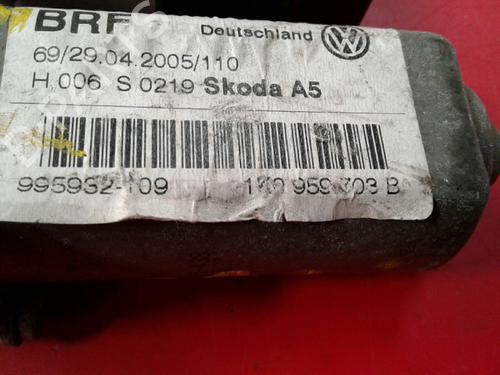 BRF Deutschland
69/29.04.2005/110
H 006 S 0219 Skoda A5
995932-109